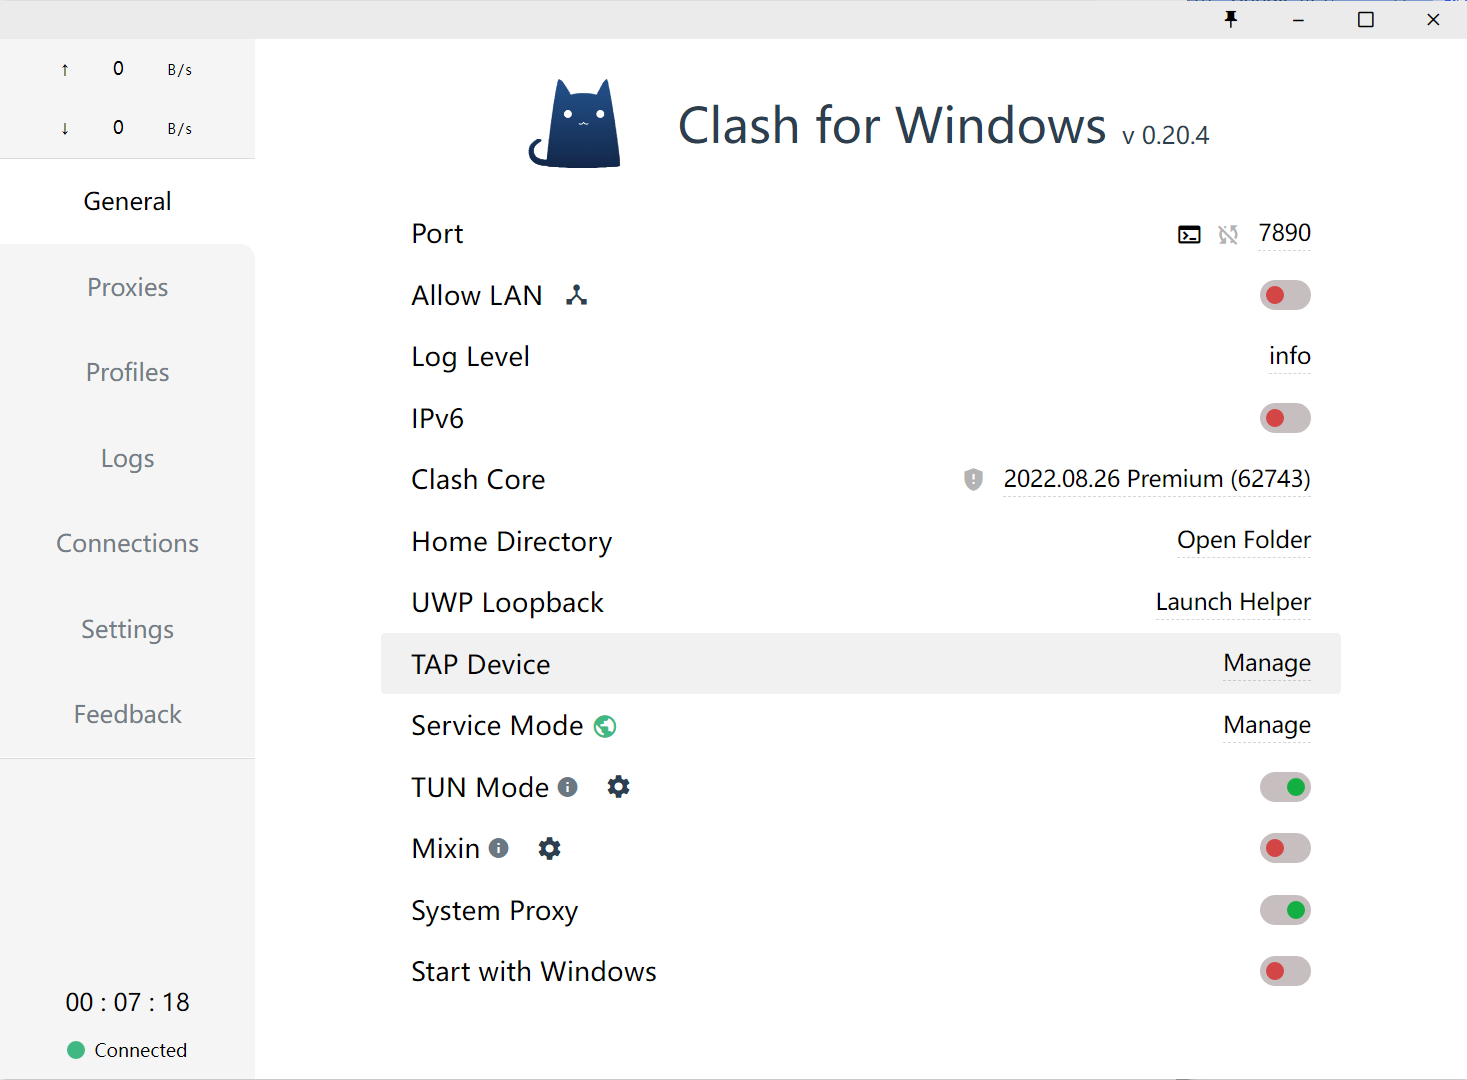 ↑ 0 B/s
↓ 0 B/s
General
Proxies
Profiles
Logs
Connections
Settings
Feedback
00 : 07 : 18
Connected
Clash for Windows v 0.20.4
Port 7890
Allow LAN
Log Level info
IPv6
Clash Core 2022.08.26 Premium (62743)
Home Directory Open Folder
UWP Loopback Launch Helper
TAP Device Manage
Service Mode Manage
TUN Mode
Mixin
System Proxy
Start with Windows